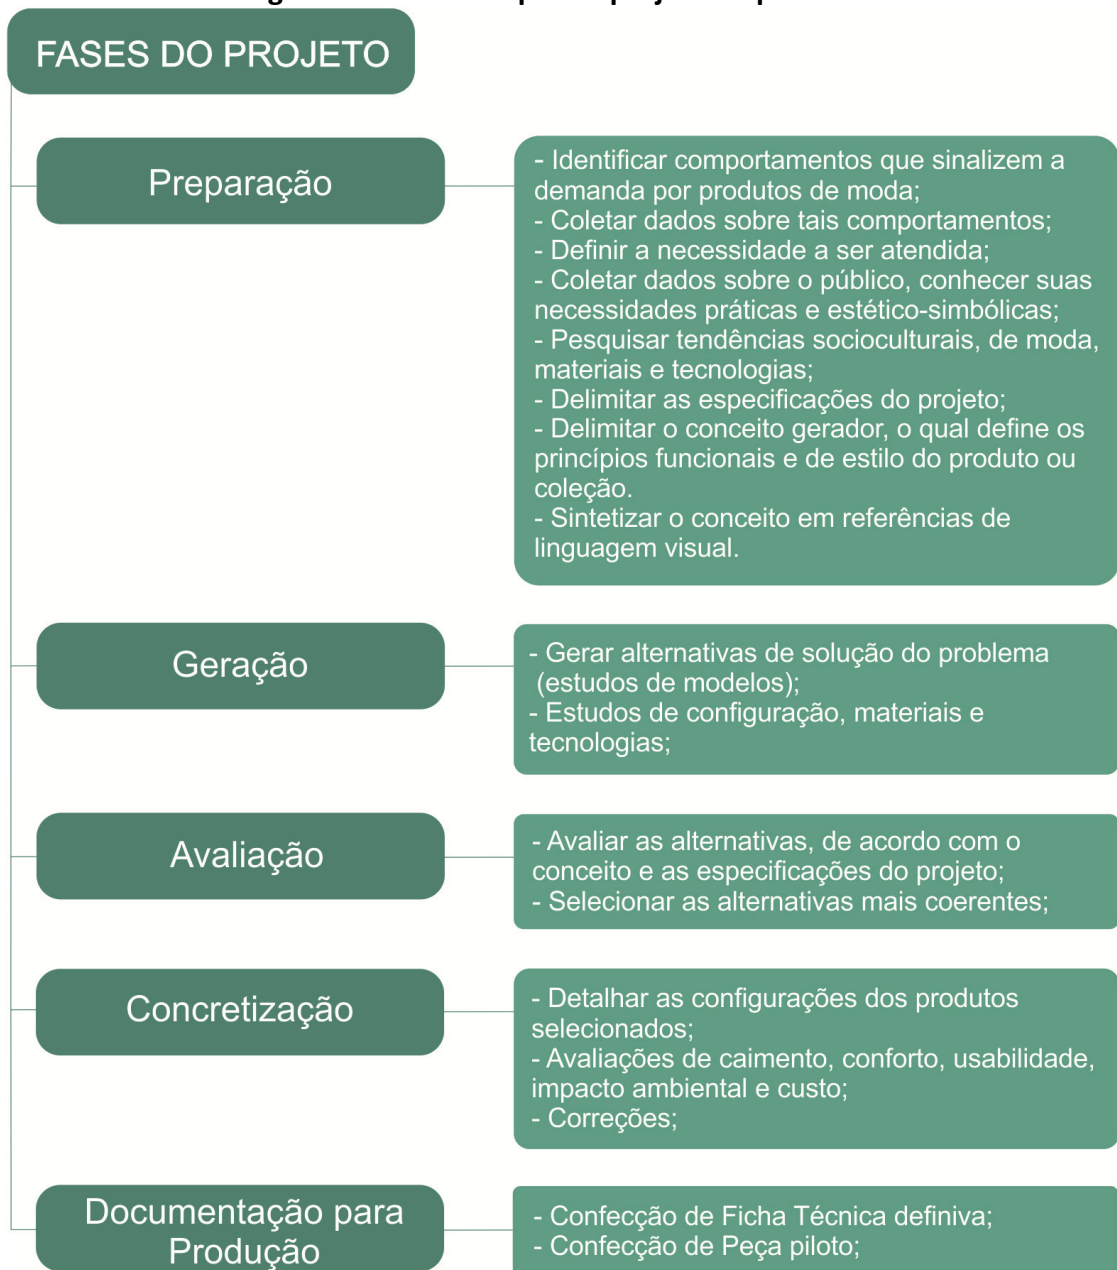 FASES DO PROJETO
Preparação
- Identificar comportamentos que sinalizem a
demanda por produtos de moda;
- Coletar dados sobre tais comportamentos;
- Definir a necessidade a ser atendida;
- Coletar dados sobre o público, conhecer suas
necessidades práticas e estético-simbólicas;
- Pesquisar tendências socioculturais, de moda,
materiais e tecnologias;
- Delimitar as especificações do projeto;
- Delimitar o conceito gerador, o qual define os
princípios funcionais e de estilo do produto ou
coleção.
- Sintetizar o conceito em referências de
linguagem visual.
Geração
- Gerar alternativas de solução do problema
(estudos de modelos);
- Estudos de configuração, materiais e
tecnologias;
Avaliação
- Avaliar as alternativas, de acordo com o
conceito e as especificações do projeto;
- Selecionar as alternativas mais coerentes;
Concretização
- Detalhar as configurações dos produtos
selecionados;
- Avaliações de caimento, conforto, usabilidade,
impacto ambiental e custo;
- Correções;
Documentação para
Produção
- Confecção de Ficha Técnica definiva;
- Confecção de Peça piloto;